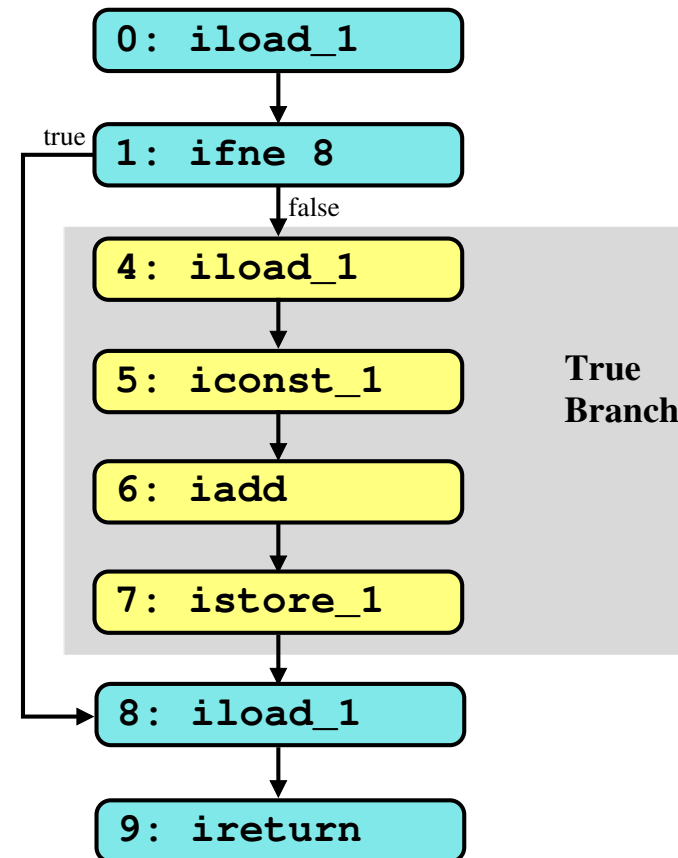 0: iload_1
true
1: ifne 8
false
4: iload_1
5: iconst_1
True
Branch
6: iadd
7: istore_1
8: iload_1
9: ireturn